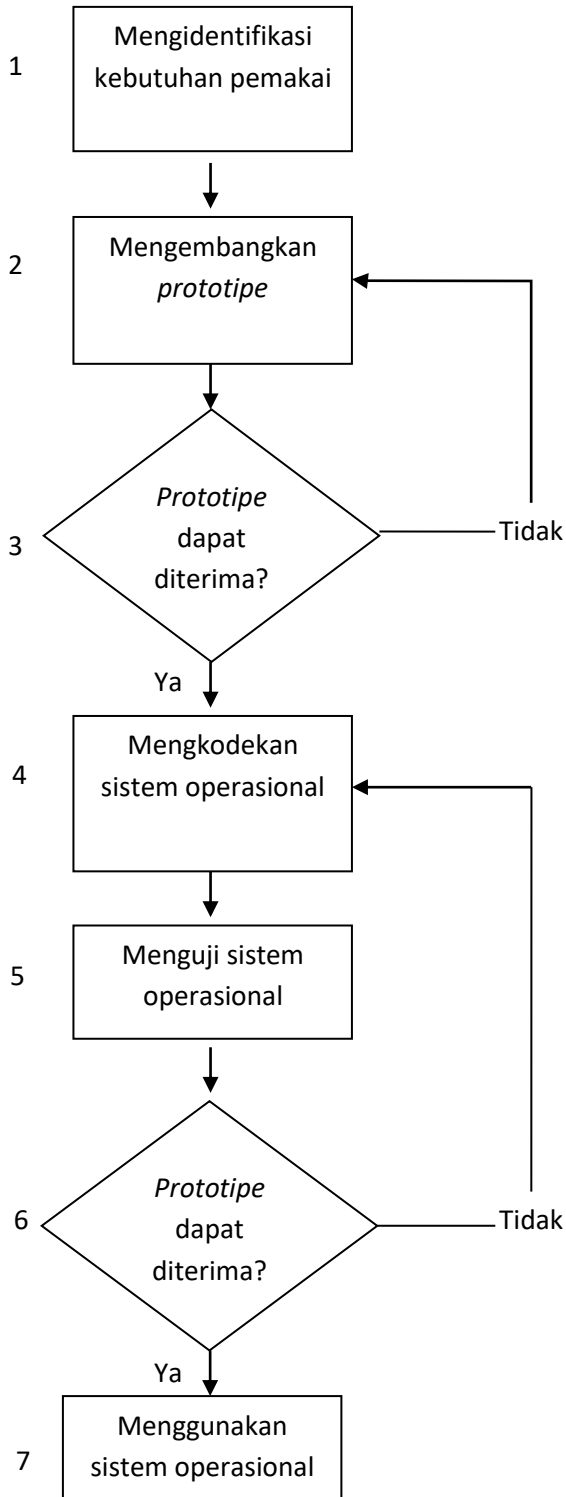 1
Mengidentifikasi
kebutuhan pemakai
2
Mengembangkan
prototipe
3
Prototipe
dapat
diterima?
Tidak
Ya
4
Mengkodekan
sistem operasional
5
Menguji sistem
operasional
6
Prototipe
dapat
diterima?
Tidak
Ya
7
Menggunakan
sistem operasional